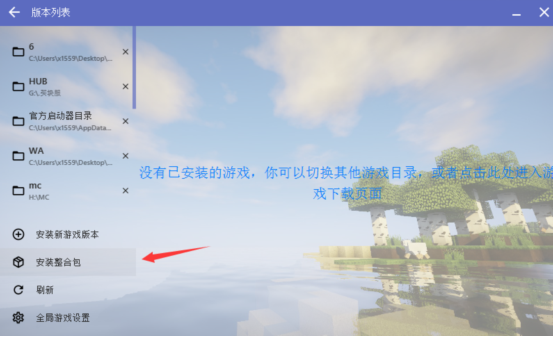 版本列表
6
C:\Users\x1559\Desktop\,...
HUB
G:\,安装包
官方启动器目录
C:\Users\x1559\AppData...
WA
C:\Users\x1559\Desktop\,...
mc
H:\MC
没有已安装的游戏，你可以切换其他游戏目录，或者点击此处进入游
戏下载页面
安装新游戏版本
安装整合包
刷新
全局游戏设置